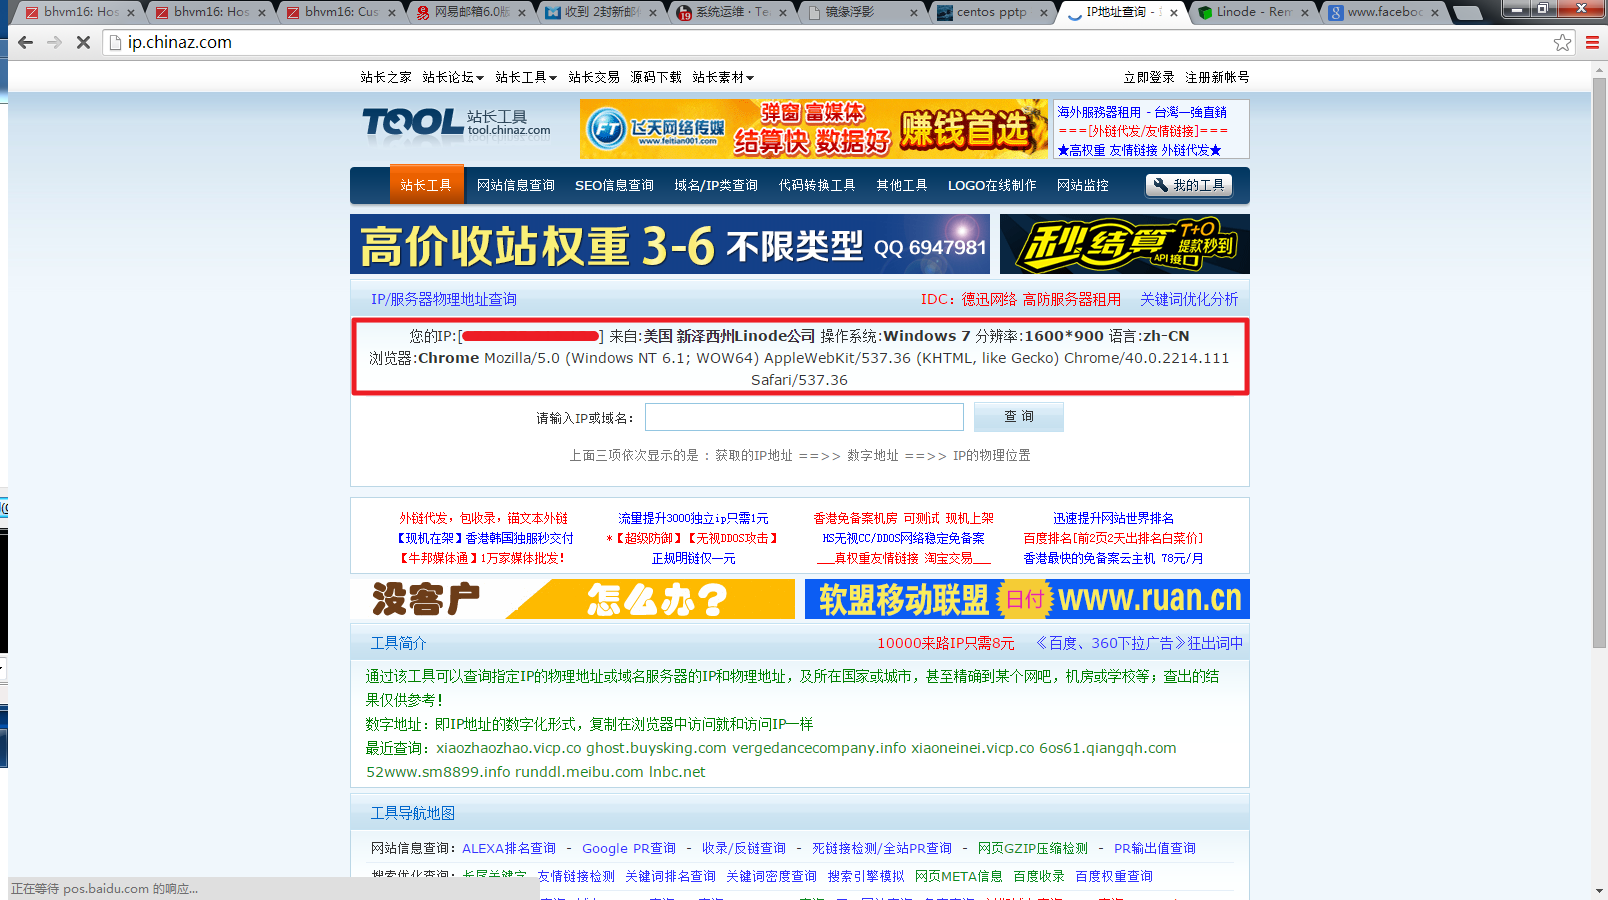 bhvm16: Hos
bhvm16: Hos
bhvm16: Cus
网易邮箱6.0版
收到 2封新邮
系统运维 · Te
镜缘浮影
centos pptp
IP地址查询 -
Linode - Rem
www.faceboo
ip.chinaz.com
站长之家 站长论坛 站长工具 站长交易 源码下载 站长素材
立即登录 注册新帐号
TOOL 站长工具
tool.chinaz.com
FT 飞天网络传媒
www.feitian001.com
弹窗 富媒体
结算快 数据好
赚钱首选
海外服務器租用 - 台灣一強直銷
===[外链代发/友情链接]===
★高权重 友情链接 外链代发★
站长工具 网站信息查询 SEO信息查询 域名/IP类查询 代码转换工具 其他工具 LOGO在线制作 网站监控 我的工具
高价收站权重 3-6 不限类型 QQ 6947981
秒结算 T+O 提款秒到 API接口
IP/服务器物理地址查询
IDC：德迅网络 高防服务器租用 关键词优化分析
您的IP:[ ] 来自:美国 新泽西州Linode公司 操作系统:Windows 7 分辨率:1600*900 语言:zh-CN
浏览器:Chrome Mozilla/5.0 (Windows NT 6.1; WOW64) AppleWebKit/537.36 (KHTML, like Gecko) Chrome/40.0.2214.111
Safari/537.36
请输入IP或域名： 查 询
上面三项依次显示的是 : 获取的IP地址 ==>> 数字地址 ==>> IP的物理位置
外链代发，包收录，锚文本外链 流量提升3000独立ip只需1元 香港免备案机房 可测试 现机上架 迅速提升网站世界排名
【现机在架】香港韩国独服秒交付 *【超级防御】【无视DDOS攻击】 HS无视CC/DDOS网络稳定免备案 百度排名[前2页2天出排名白菜价]
【牛邦媒体通】1万家媒体批发! 正规明链仅一元 ___真权重友情链接 淘宝交易___ 香港最快的免备案云主机 78元/月
没客户 怎么办？
软盟移动联盟 日付 www.ruan.cn
工具简介
10000来路IP只需8元 《百度、360下拉广告》狂出词中
通过该工具可以查询指定IP的物理地址或域名服务器的IP和物理地址，及所在国家或城市，甚至精确到某个网吧，机房或学校等；查出的结
果仅供参考！
数字地址：即IP地址的数字化形式，复制在浏览器中访问就和访问IP一样
最近查询：xiaozhaozhao.vicp.co ghost.buysking.com vergedancecompany.info xiaoneinei.vicp.co 6os61.qiangqh.com
52www.sm8899.info runddl.meibu.com lnbc.net
工具导航地图
网站信息查询：ALEXA排名查询 - Google PR查询 - 收录/反链查询 - 死链接检测/全站PR查询 - 网页GZIP压缩检测 - PR输出值查询
搜索优化查询：长尾关键字 友情链接检测 关键词排名查询 关键词密度查询 搜索引擎模拟 网页META信息 百度收录 百度权重查询
正在等待 pos.baidu.com 的响应...